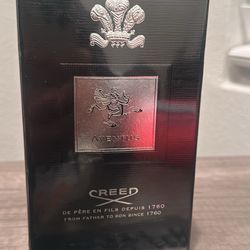 AVENTUS
CREED
DE PÈRE EN FILS DEPUIS 1760
FROM FATHER TO SON SINCE 1760